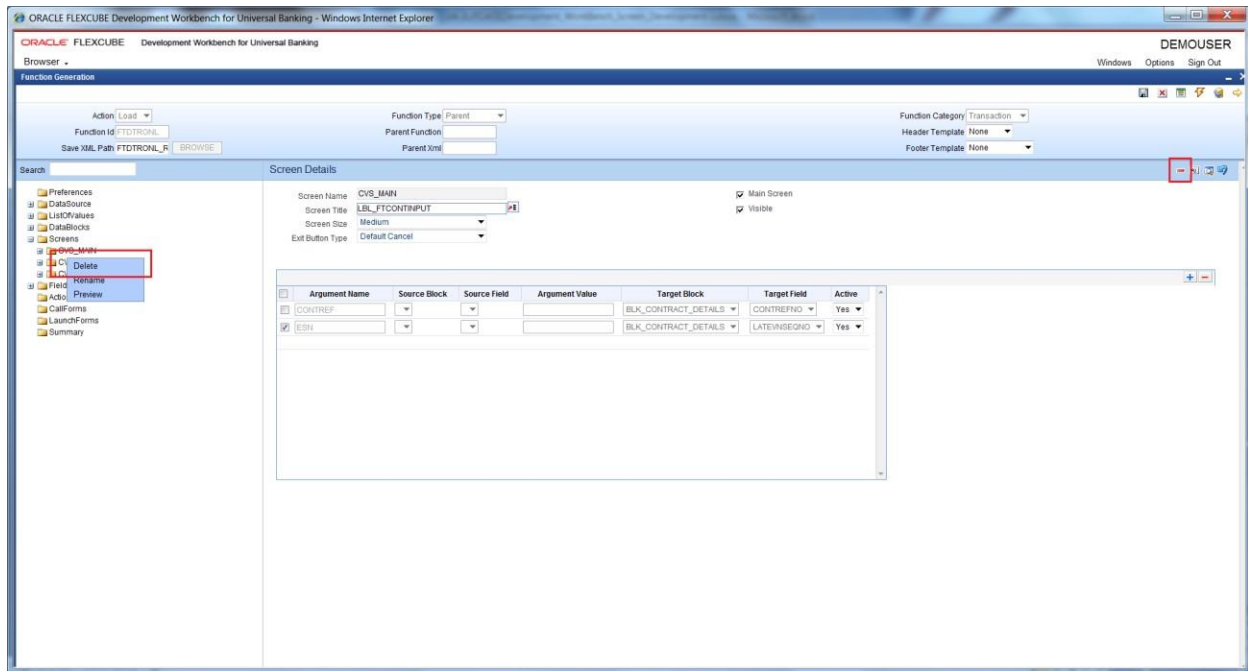 ORACLE FLEXCUBE Development Workbench for Universal Banking - Windows Internet Explorer
ORACLE FLEXCUBE Development Workbench for Universal Banking
DEMOUSER
Browser
Windows Options Sign Out
Function Generation
Action Load Function Type Parent Function Category Transaction
Function Id FTDTRONL Parent Function Header Template None
Save XML Path FTDTRONL_R BROWSE Parent Xml Footer Template None
Search Screen Details
Preferences
DataSource
ListOfValues
DataBlocks
Screens
CVS_MAIN
Delete
Rename
Preview
CallForms
LaunchForms
Summary
Screen Name CVS_MAIN Main Screen
Screen Title LBL_FTCONTINPUT Visible
Screen Size Medium
Exit Button Type Default Cancel
Argument Name Source Block Source Field Argument Value Target Block Target Field Active
CONTREF BLK_CONTRACT_DETAILS CONTREFNO Yes
ESN BLK_CONTRACT_DETAILS LATEVNSEQNO Yes